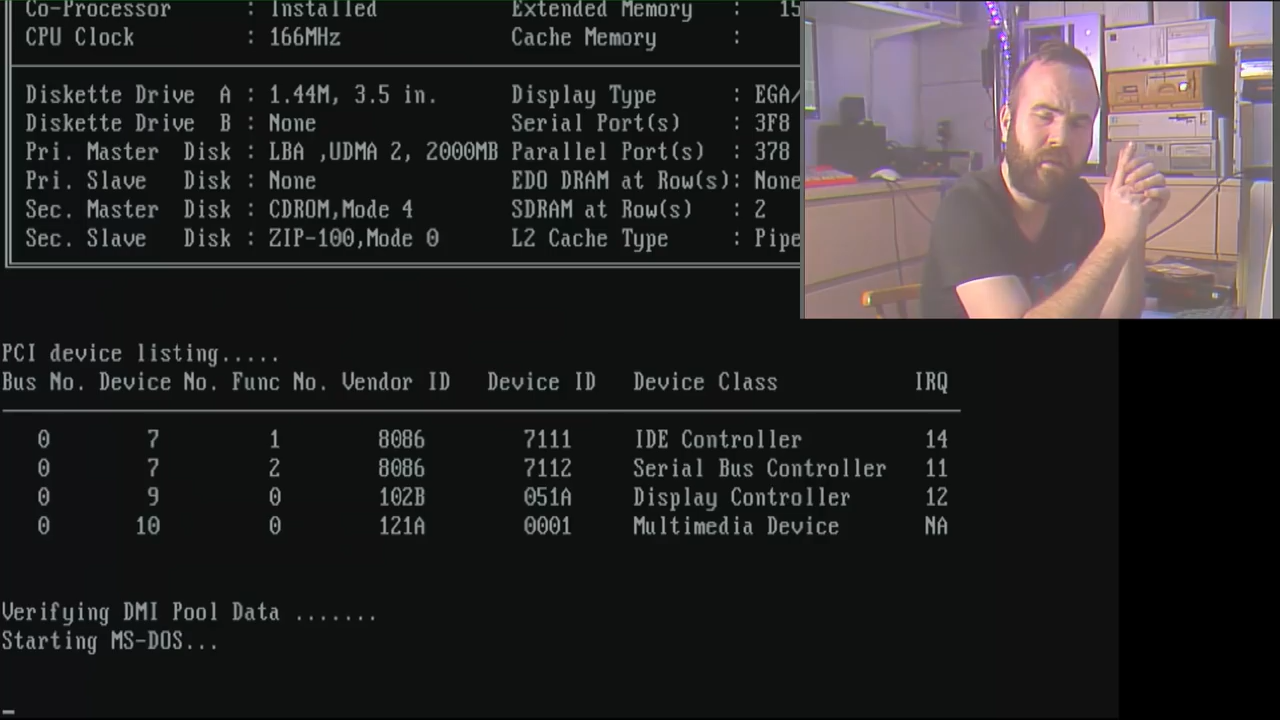 Co-Processor : Installed Extended Memory : 15
CPU Clock : 166MHz Cache Memory :
Diskette Drive A : 1.44M, 3.5 in. Display Type : EGA/
Diskette Drive B : None Serial Port(s) : 3F8
Pri. Master Disk : LBA ,UDMA 2, 2000MB Parallel Port(s) : 378
Pri. Slave Disk : None EDO DRAM at Row(s): None
Sec. Master Disk : CDROM,Mode 4 SDRAM at Row(s) : 2
Sec. Slave Disk : ZIP-100,Mode 0 L2 Cache Type : Pipe
PCI device listing.....
Bus No. Device No. Func No. Vendor ID Device ID Device Class IRQ
0 7 1 8086 7111 IDE Controller 14
0 7 2 8086 7112 Serial Bus Controller 11
0 9 0 102B 051A Display Controller 12
0 10 0 121A 0001 Multimedia Device NA
Verifying DMI Pool Data .......
Starting MS-DOS...
_